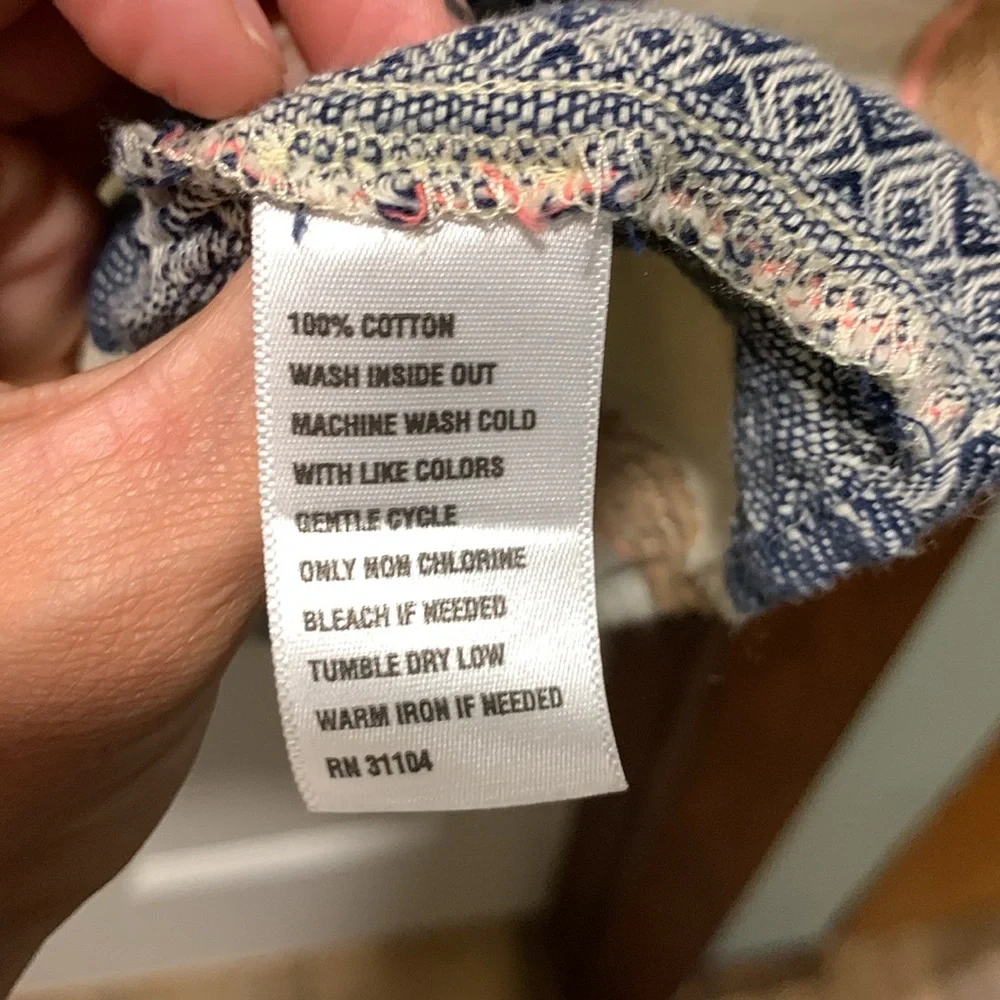 100% COTTON
WASH INSIDE OUT
MACHINE WASH COLD
WITH LIKE COLORS
GENTLE CYCLE
ONLY NON CHLORINE
BLEACH IF NEEDED
TUMBLE DRY LOW
WARM IRON IF NEEDED
RN 31104